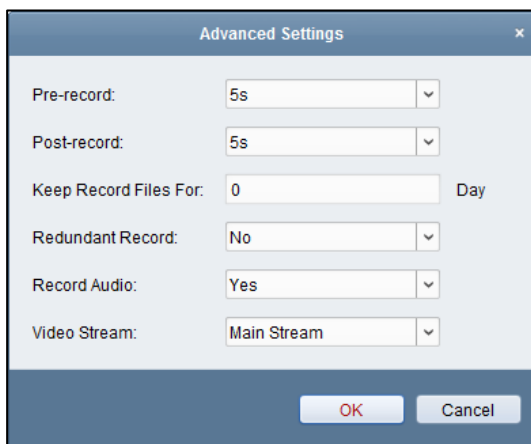 Advanced Settings ×
Pre-record: 5s
Post-record: 5s
Keep Record Files For: 0 Day
Redundant Record: No
Record Audio: Yes
Video Stream: Main Stream
OK Cancel